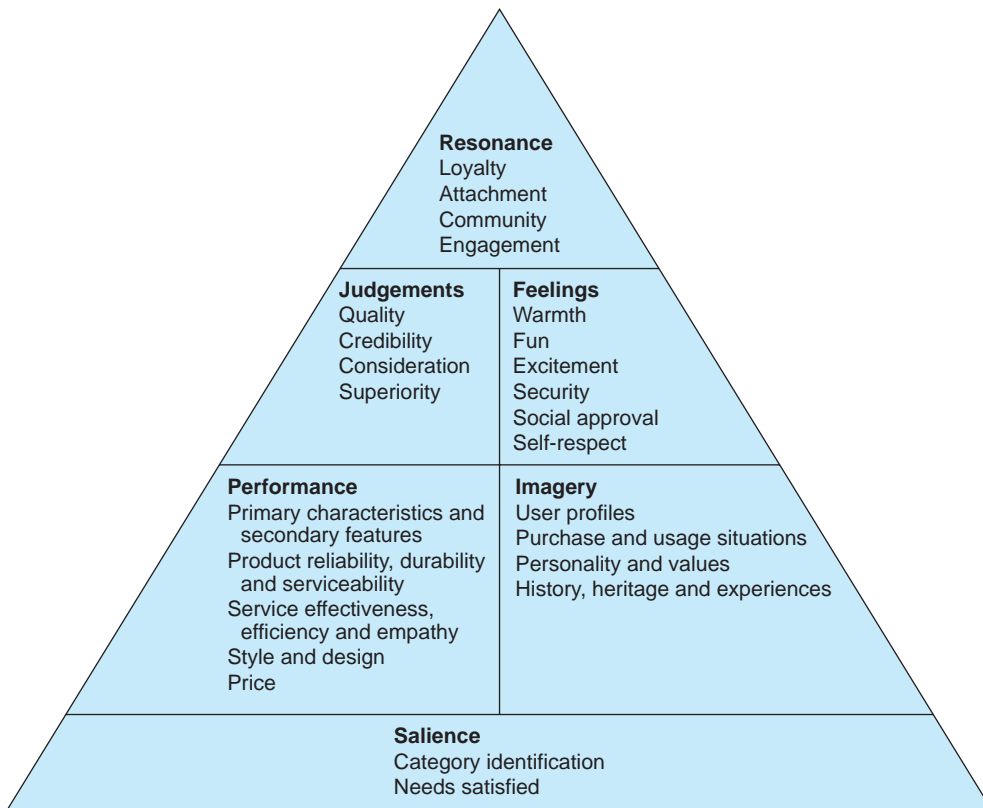 Resonance
Loyalty
Attachment
Community
Engagement
Judgements
Quality
Credibility
Consideration
Superiority
Feelings
Warmth
Fun
Excitement
Security
Social approval
Self-respect
Performance
Primary characteristics and
secondary features
Product reliability, durability
and serviceability
Service effectiveness,
efficiency and empathy
Style and design
Price
Imagery
User profiles
Purchase and usage situations
Personality and values
History, heritage and experiences
Salience
Category identification
Needs satisfied